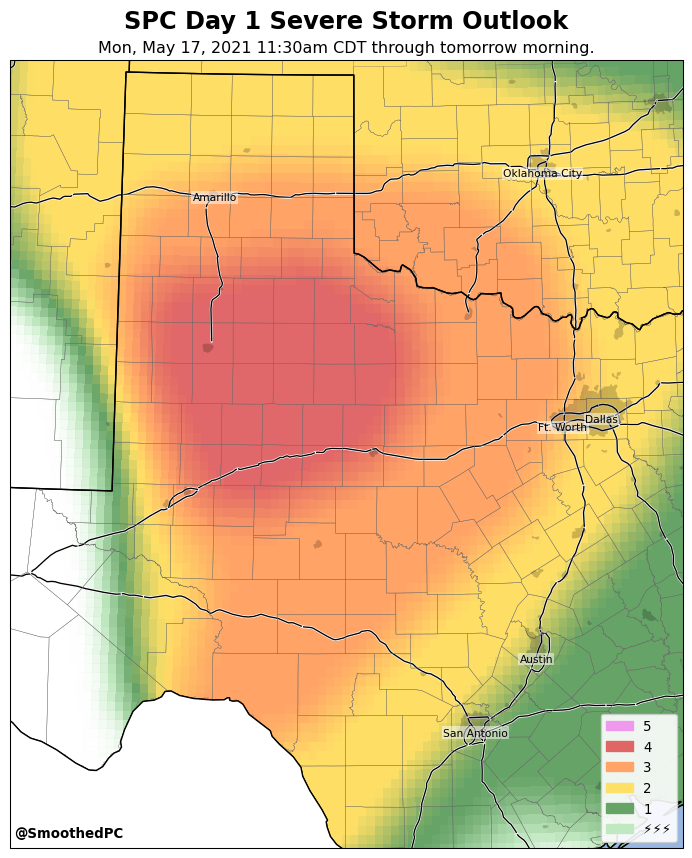 SPC Day 1 Severe Storm Outlook
Mon, May 17, 2021 11:30am CDT through tomorrow morning.
Oklahoma City
Amarillo
Dallas
Ft. Worth
Austin
San Antonio
5
4
3
2
1
⚡⚡⚡
@SmoothedPC